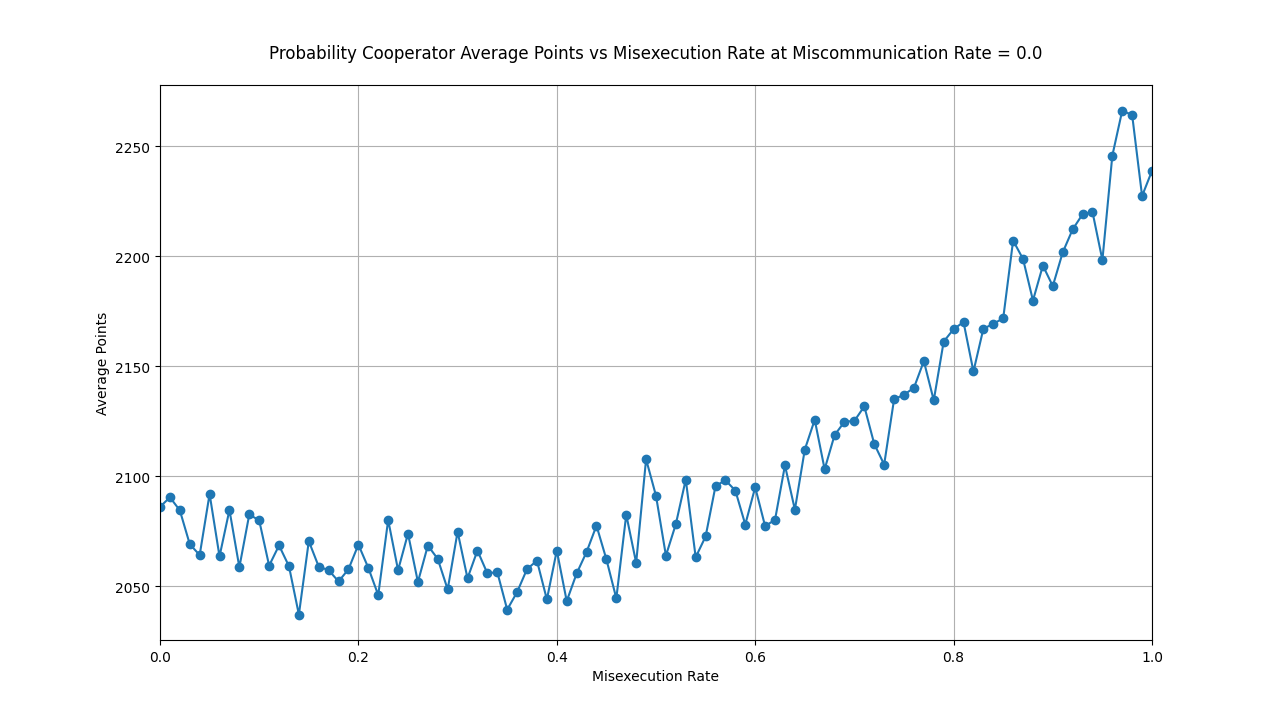 Probability Cooperator Average Points vs Misexecution Rate at Miscommunication Rate = 0.0
2250
2200
2150
2100
2050
Average Points
0.0 0.2 0.4 0.6 0.8 1.0
Misexecution Rate